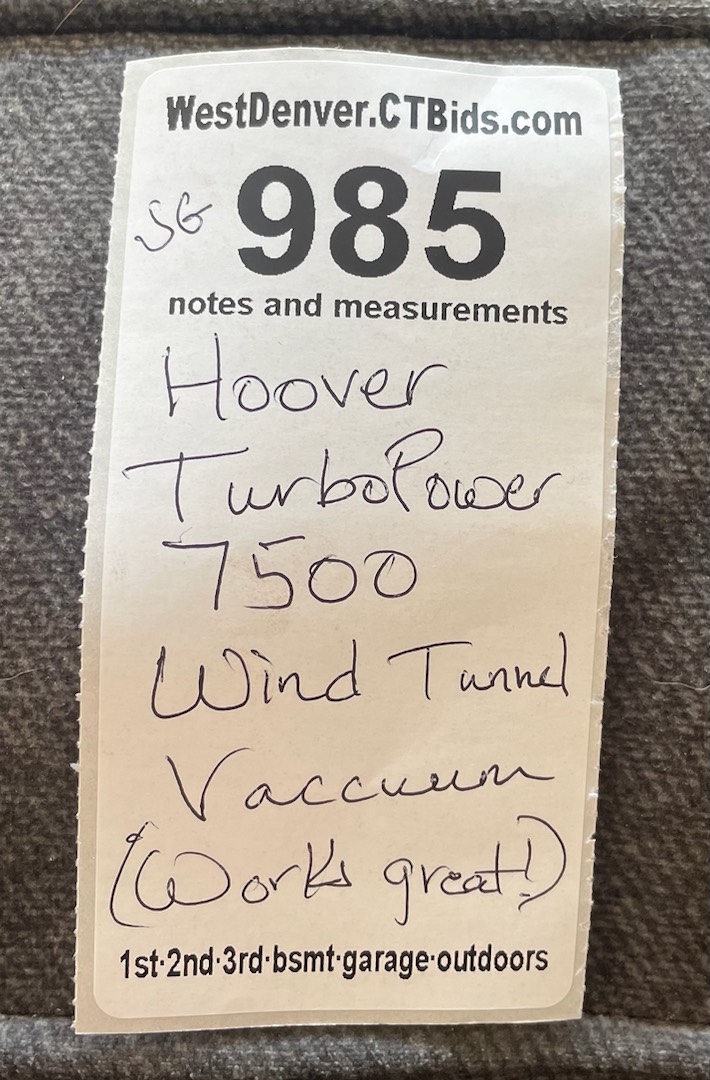 WestDenver.CTBids.com
SG 985
notes and measurements
Hoover
TurboPower
7500
Wind Tunnel
Vaccuum
(Works great!)
1st·2nd·3rd·bsmt·garage·outdoors